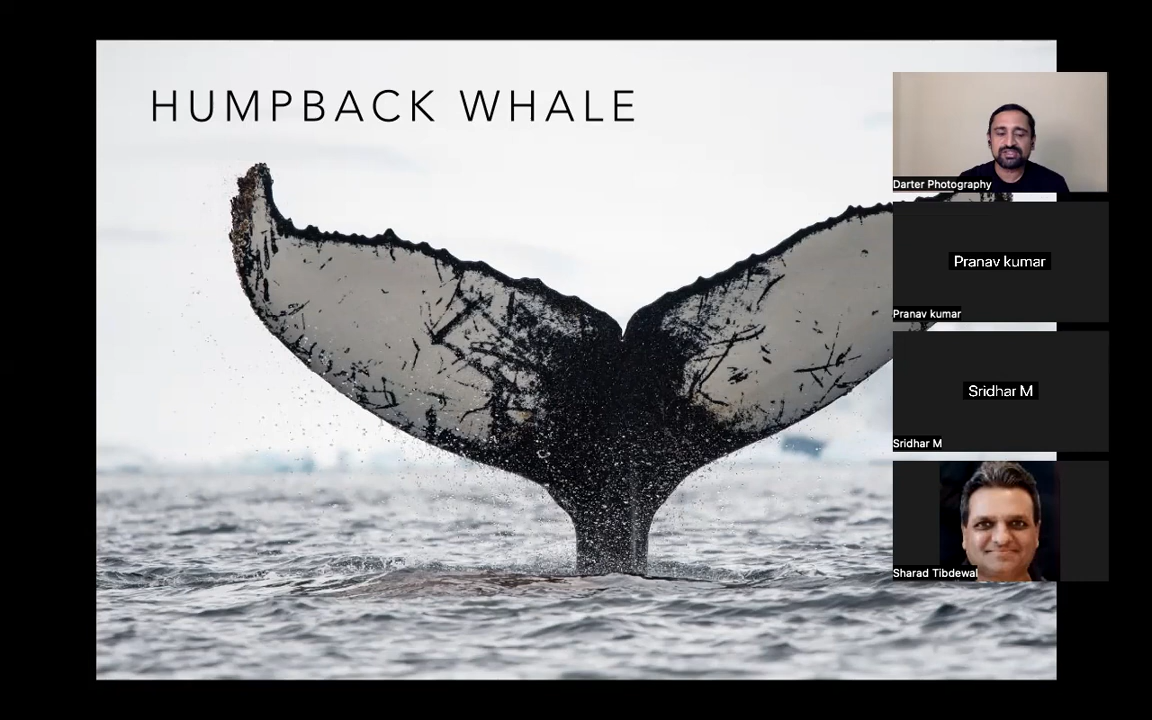 HUMPBACK WHALE
Darter Photography
Pranav kumar
Pranav kumar
Sridhar M
Sridhar M
Sharad Tibdewal